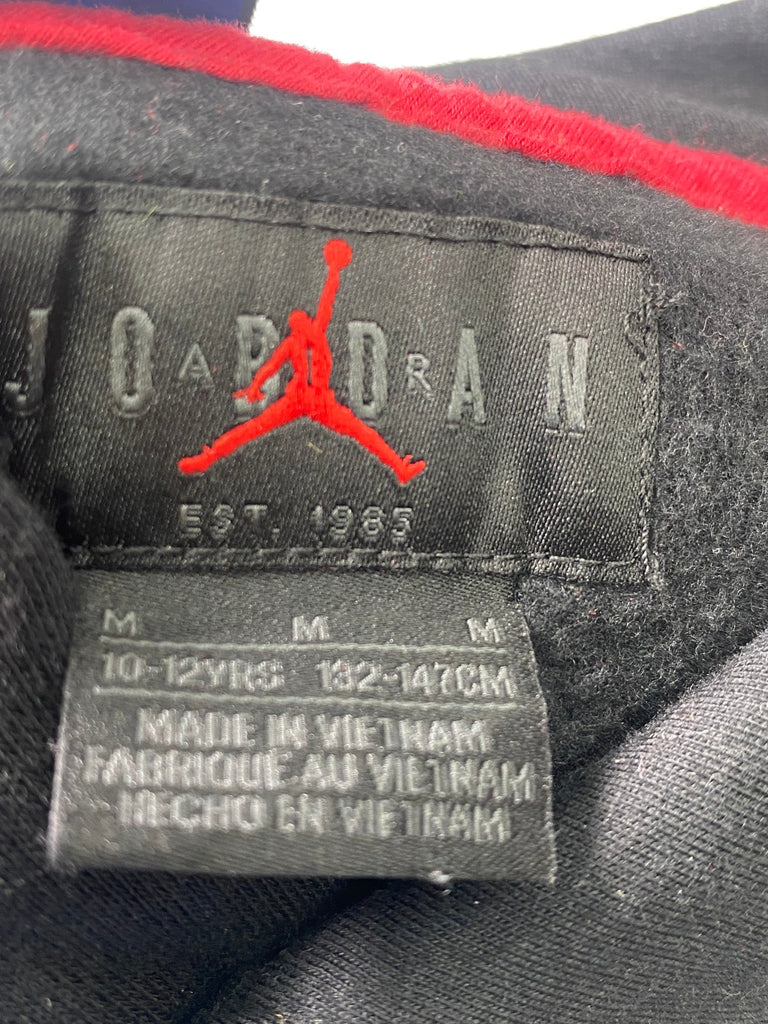 JORDAN
AIR
EST. 1985
M M M
10-12YRS 132-147CM
MADE IN VIETNAM
FABRIQUE AU VIETNAM
HECHO EN VIETNAM